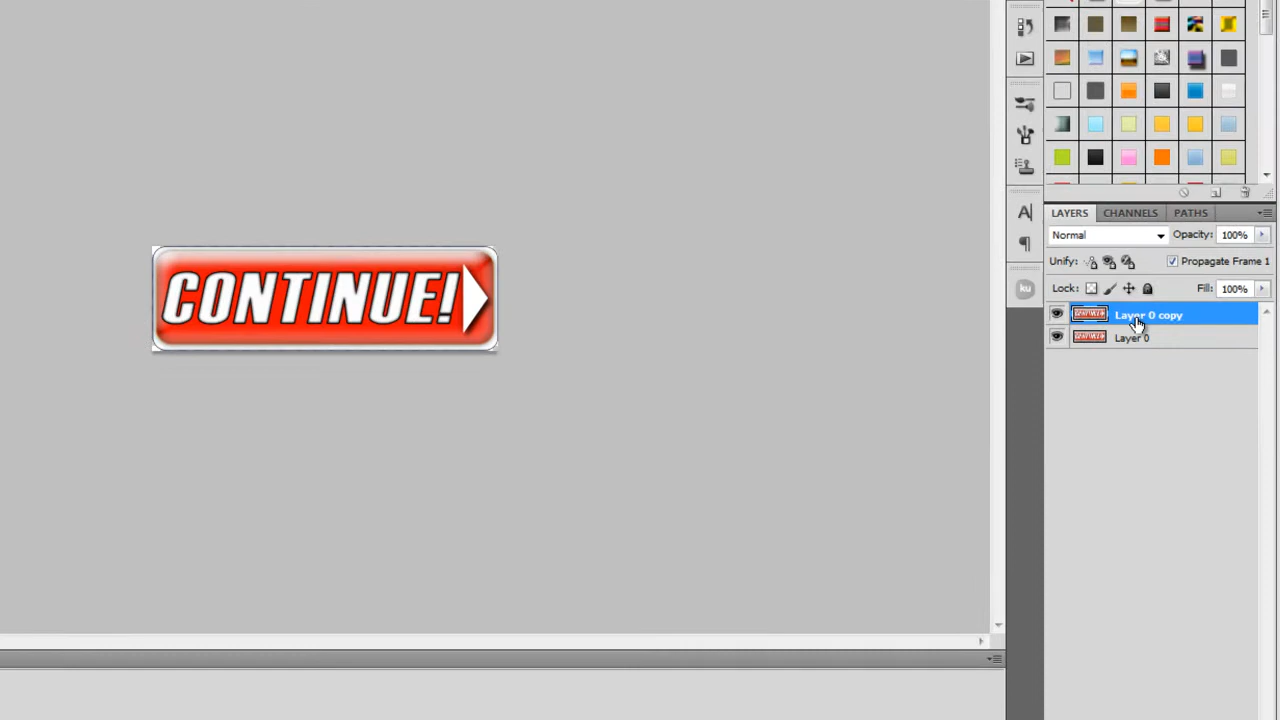 CONTINUE!
LAYERS CHANNELS PATHS
Normal Opacity: 100%
Unify: Propagate Frame 1
Lock: Fill: 100%
Layer 0 copy
Layer 0
ku